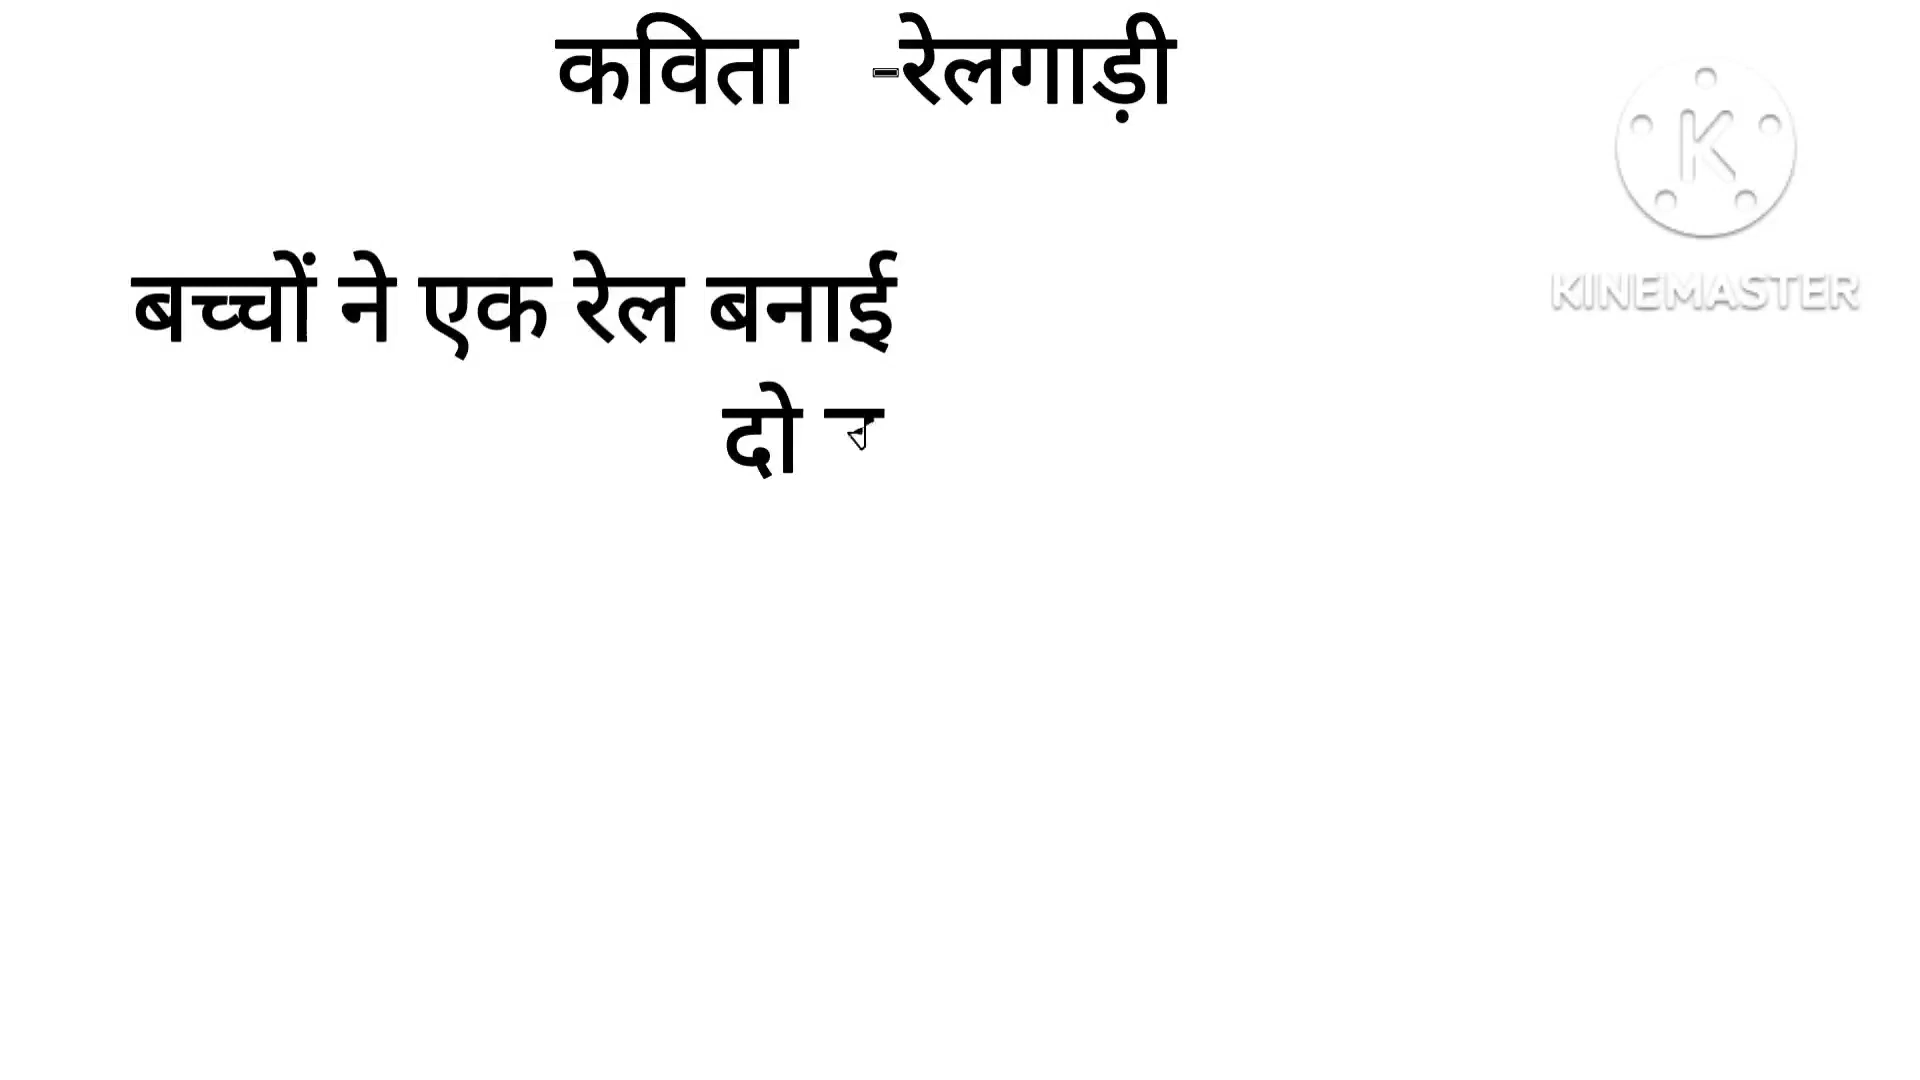 कविता -रेलगाड़ी
बच्चों ने एक रेल बनाई
दो
KINEMASTER